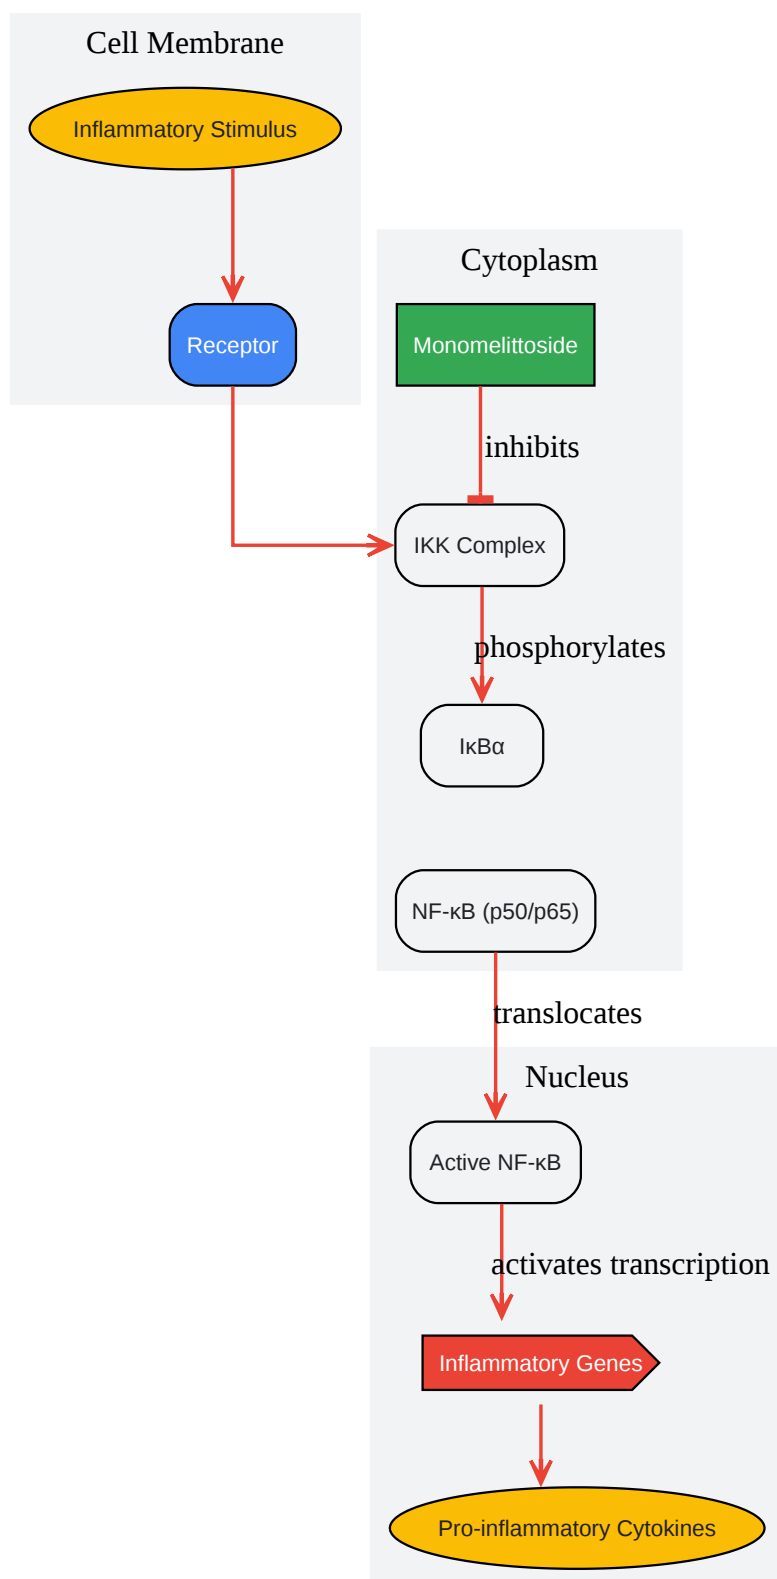 Cell Membrane
Inflammatory Stimulus
Receptor
Cytoplasm
Monomelittoside
inhibits
IKK Complex
phosphorylates
IκBα
NF-κB (p50/p65)
translocates
Nucleus
Active NF-κB
activates transcription
Inflammatory Genes
Pro-inflammatory Cytokines